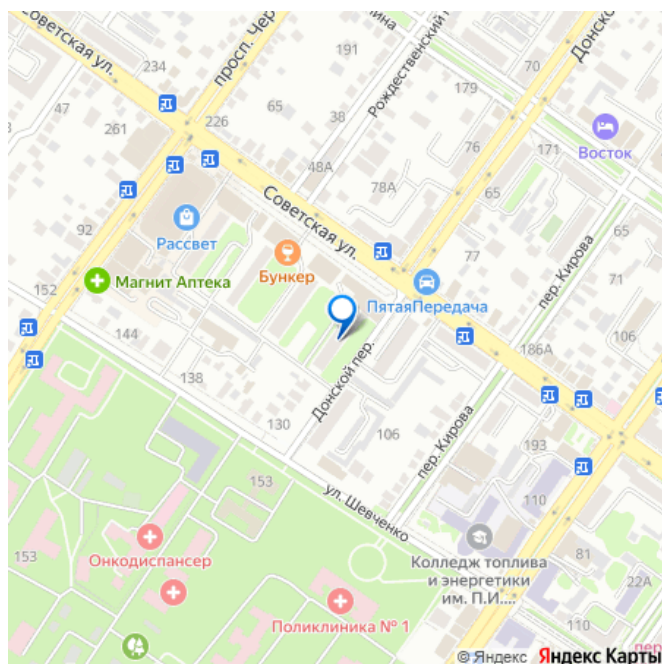 Советская ул.
234
просп. Чер
191
лина
Рождественский п
Донско
70
47
65
38
179
261
226
76
171
Восток
48А
78А
65
92
Рассвет
Советская ул.
Бункер
77
пер. Кирова
65
71
152
Магнит Аптека
ПятаяПередача
144
186А
106
138
Донской пер.
130
106
пер. Кирова
193
153
ул. Шевченко
110
Онкодиспансер
153
Колледж топлива
и энергетики
им. П.И....
81
22А
Поликлиника № 1
110
пер
© Яндекс Яндекс Карты